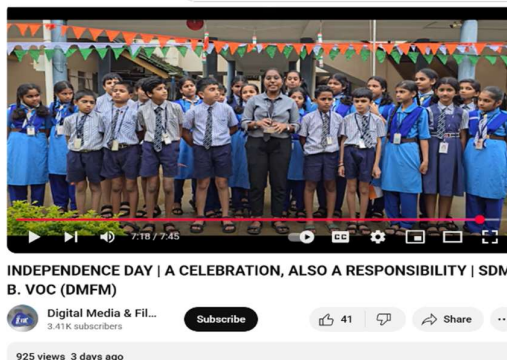 7:18 / 7:45
CC
INDEPENDENCE DAY | A CELEBRATION, ALSO A RESPONSIBILITY | SDM
B. VOC (DMFM)
Digital Media & Fil...
3.41K subscribers
Subscribe
41
Share
925 views 3 days ago